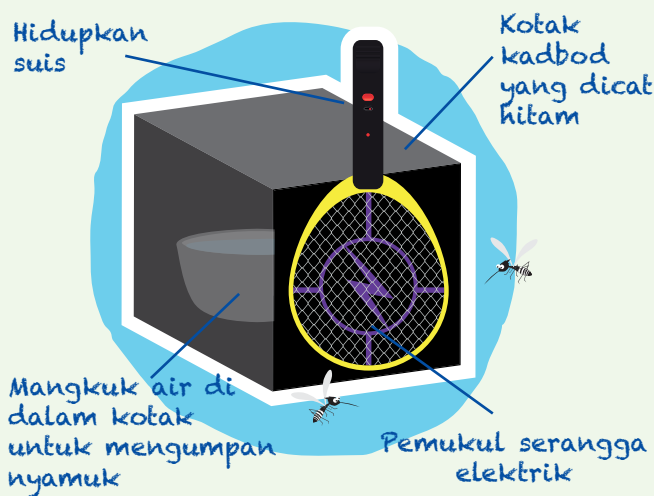 Hidupkan
suis
Kotak
kadbod
yang dicat
hitam
Mangkuk air di
dalam kotak
untuk mengumpan
nyamuk
Pemukul serangga
elektrik